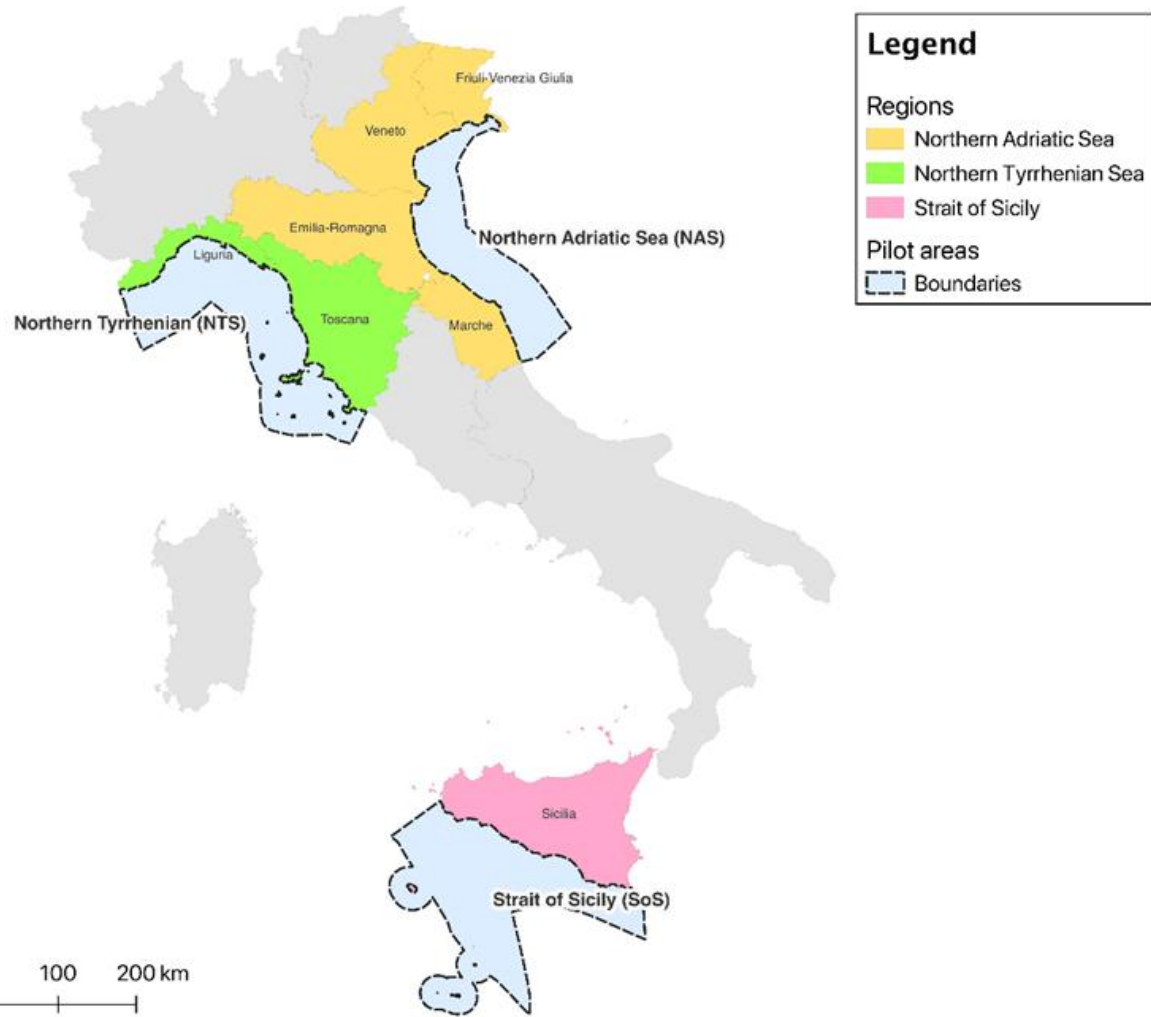 Legend
Regions
Northern Adriatic Sea
Northern Tyrrhenian Sea
Strait of Sicily
Pilot areas
Boundaries
Friuli-Venezia Giulia
Veneto
Emilia-Romagna
Northern Adriatic Sea (NAS)
Liguria
Northern Tyrrhenian (NTS)
Toscana
Marche
Sicilia
Strait of Sicily (SoS)
100 200 km